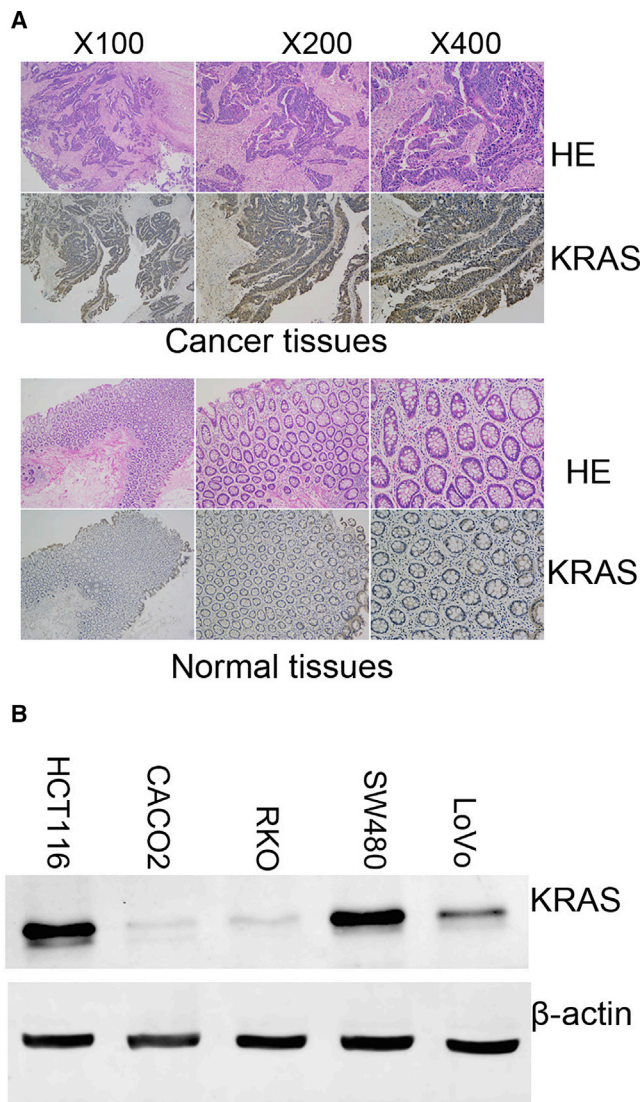 A
X100 X200 X400
HE
KRAS
Cancer tissues
HE
KRAS
Normal tissues
B
HCT116 CACO2 RKO SW480 LoVo
KRAS
β-actin